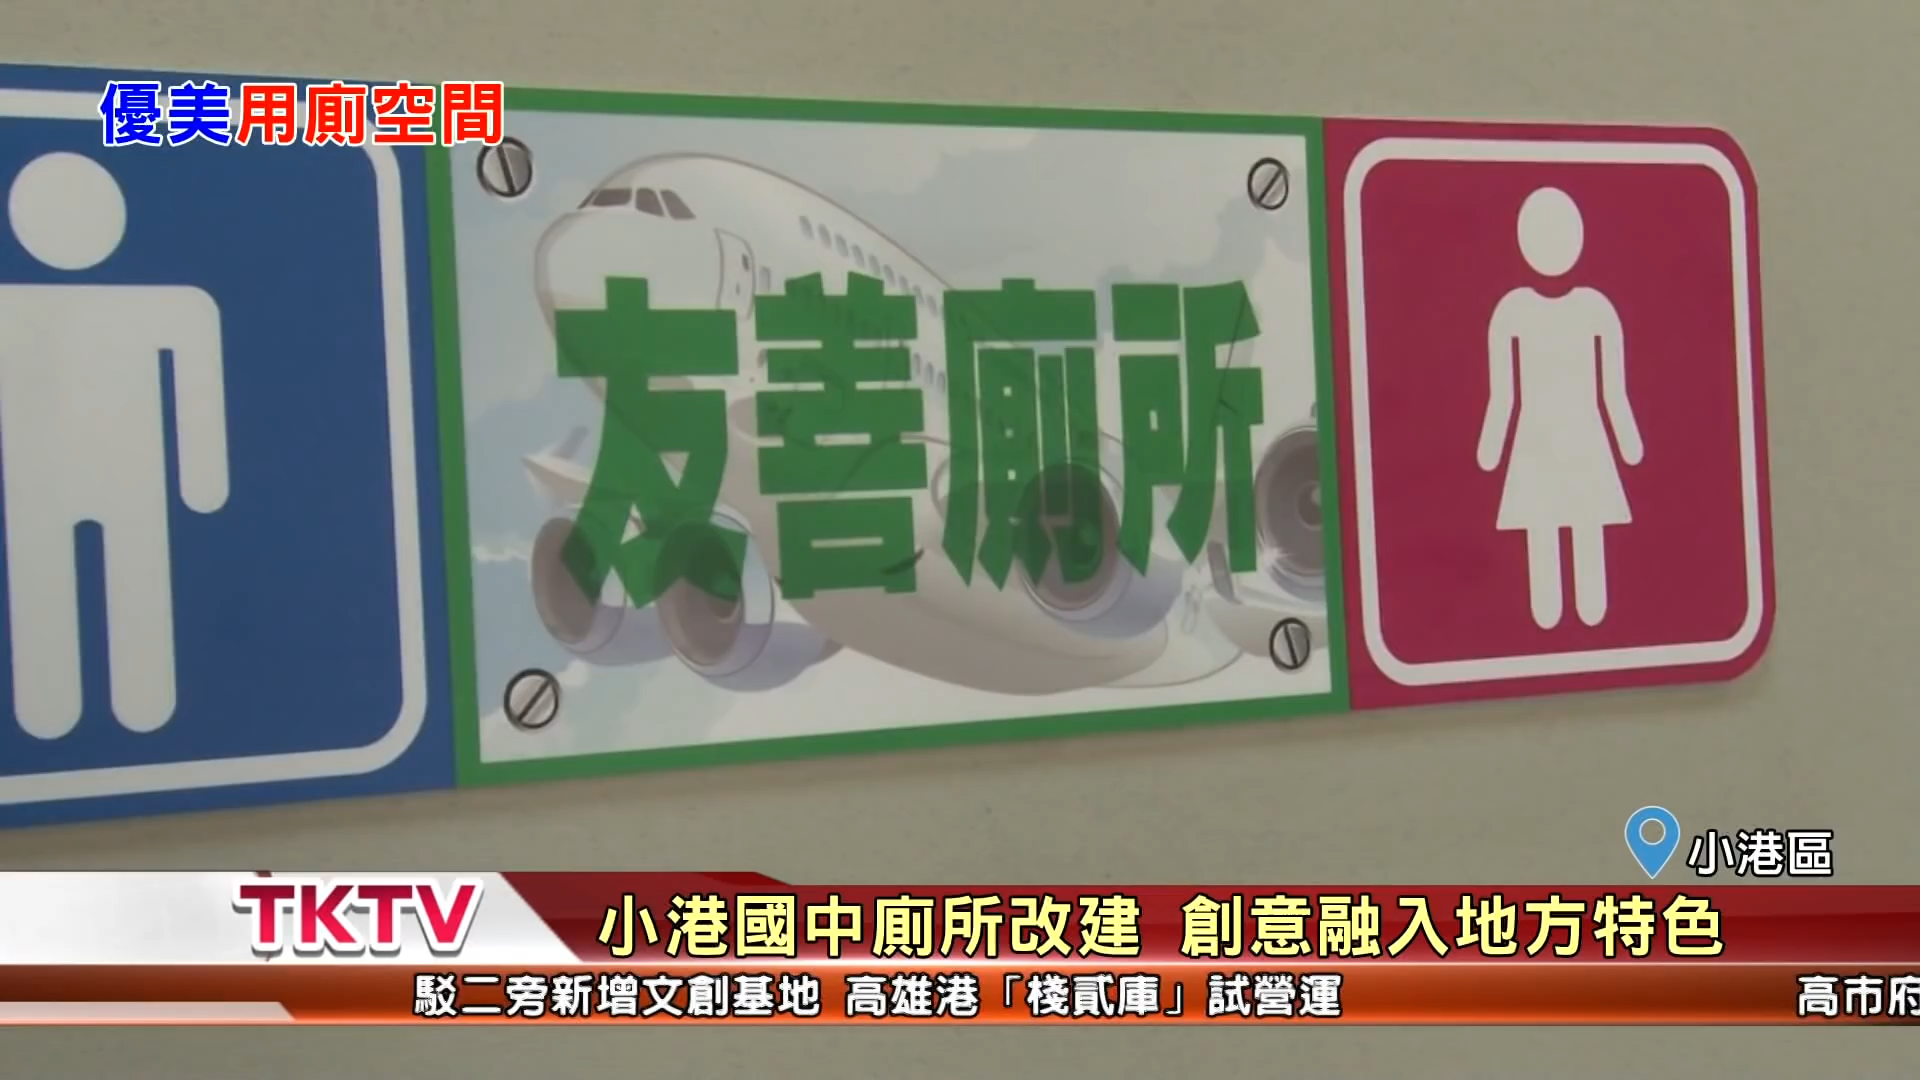 優美用廁空間
友善廁所
小港區
TKTV
小港國中廁所改建 創意融入地方特色
駁二旁新增文創基地 高雄港「棧貳庫」試營運
高市府